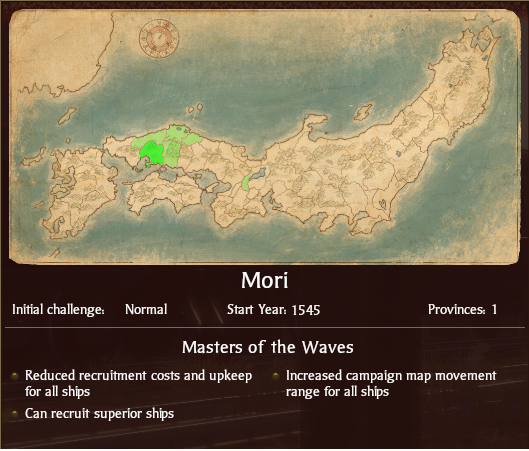 Mori
Initial challenge: Normal Start Year: 1545 Provinces: 1
Masters of the Waves
Reduced recruitment costs and upkeep
for all ships
Can recruit superior ships
Increased campaign map movement
range for all ships